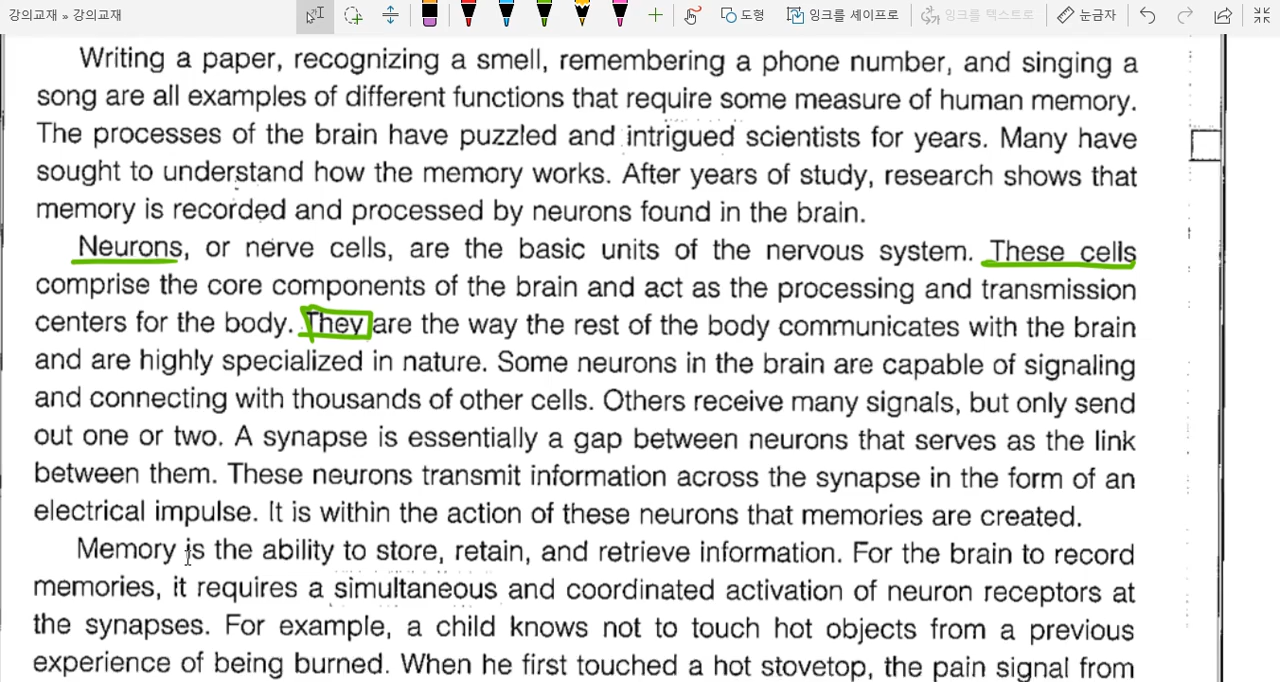 강의교재 » 강의교재
도형
잉크를 셰이프로
잉크를 텍스트로
눈금자
Writing a paper, recognizing a smell, remembering a phone number, and singing a
song are all examples of different functions that require some measure of human memory.
The processes of the brain have puzzled and intrigued scientists for years. Many have
sought to understand how the memory works. After years of study, research shows that
memory is recorded and processed by neurons found in the brain.
Neurons, or nerve cells, are the basic units of the nervous system. These cells
comprise the core components of the brain and act as the processing and transmission
centers for the body. They are the way the rest of the body communicates with the brain
and are highly specialized in nature. Some neurons in the brain are capable of signaling
and connecting with thousands of other cells. Others receive many signals, but only send
out one or two. A synapse is essentially a gap between neurons that serves as the link
between them. These neurons transmit information across the synapse in the form of an
electrical impulse. It is within the action of these neurons that memories are created.
Memory is the ability to store, retain, and retrieve information. For the brain to record
memories, it requires a simultaneous and coordinated activation of neuron receptors at
the synapses. For example, a child knows not to touch hot objects from a previous
experience of being burned. When he first touched a hot stovetop, the pain signal from